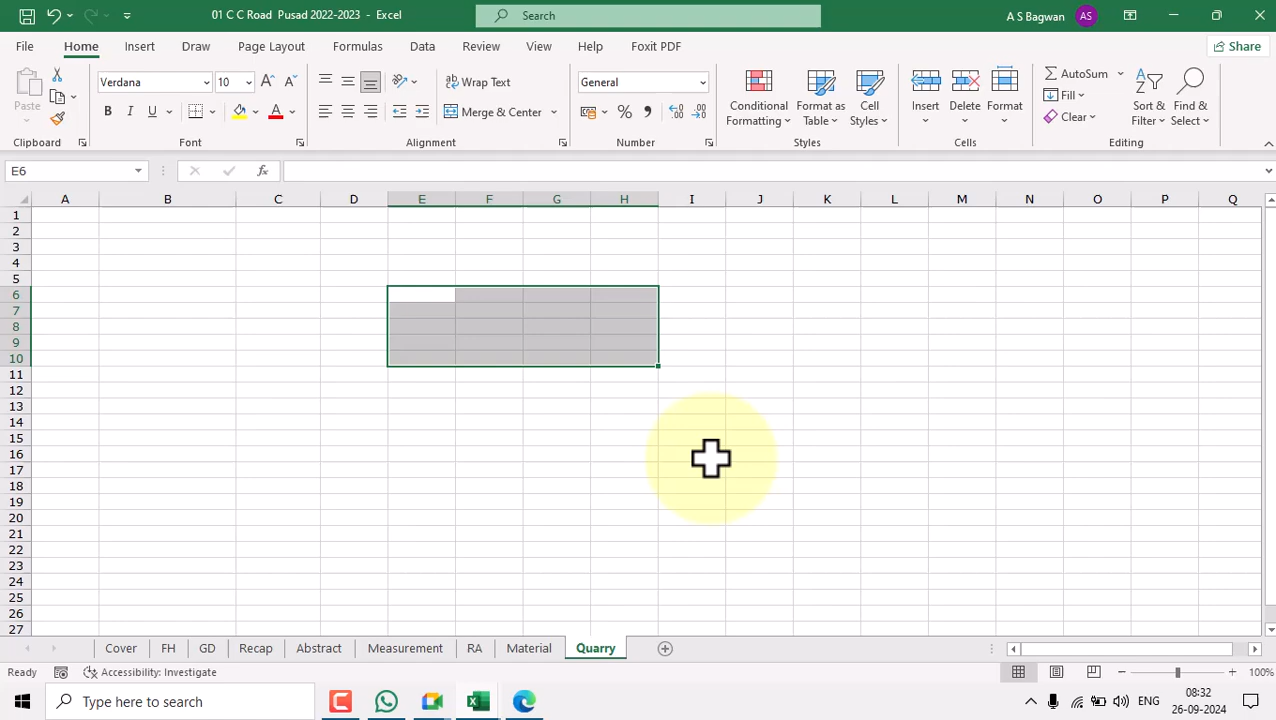 01 C C Road Pusad 2022-2023 - Excel
Search
A S Bagwan AS
File Home Insert Draw Page Layout Formulas Data Review View Help Foxit PDF Share
Paste
Verdana 10
A A
Wrap Text
General
Conditional Formatting
Format as Table
Cell Styles
Insert
Delete
Format
AutoSum
Fill
Clear
Sort & Filter
Find & Select
B I U
A
Merge & Center
%
Clipboard Font Alignment Number Styles Cells Editing
E6
fx
A B C D E F G H I J K L M N O P Q
1
2
3
4
5
6
7
8
9
10
11
12
13
14
15
16
17
18
19
20
21
22
23
24
25
26
27
Cover FH GD Recap Abstract Measurement RA Material Quarry
Ready Accessibility: Investigate 100%
Type here to search
ENG
08:32
26-09-2024